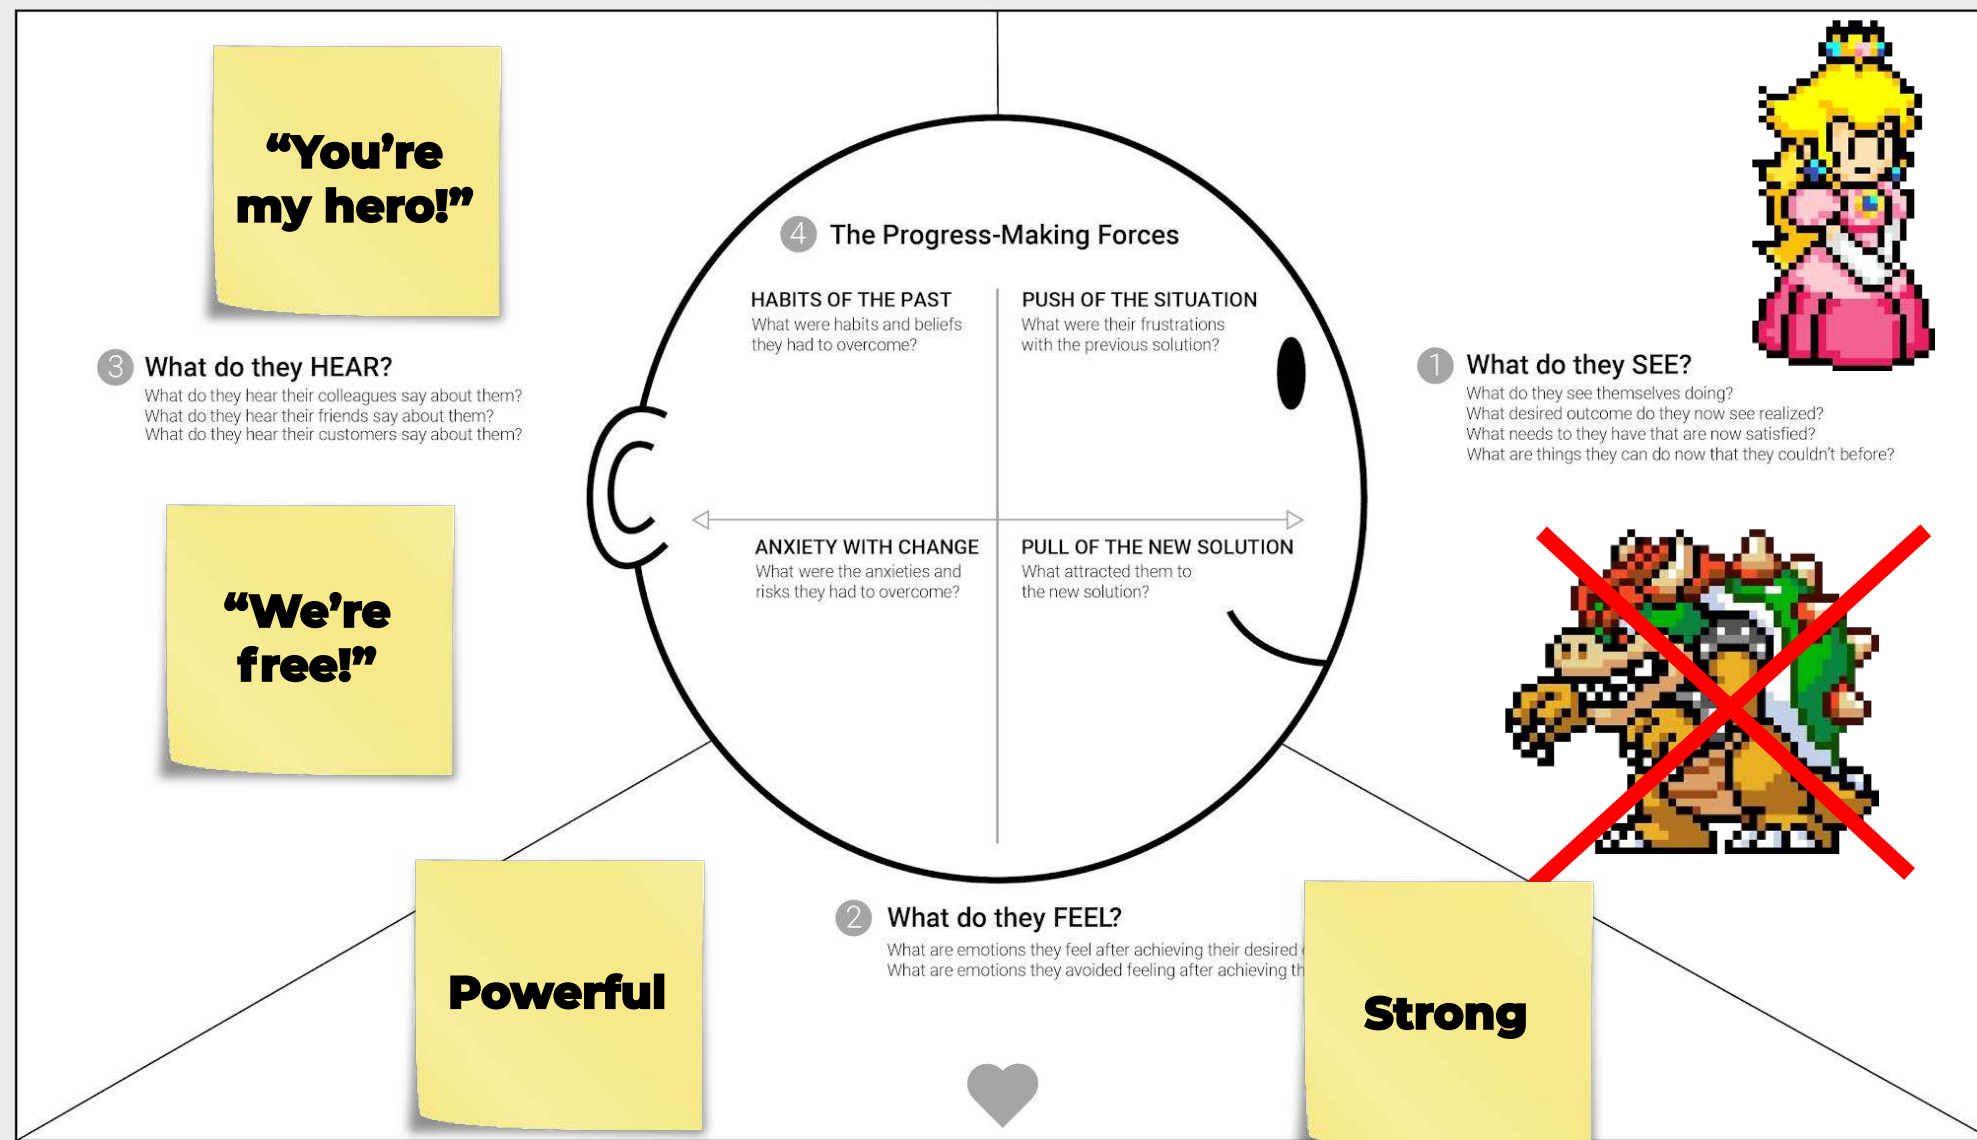 “You’re
my hero!”
4 The Progress-Making Forces
HABITS OF THE PAST
What were habits and beliefs
they had to overcome?
PUSH OF THE SITUATION
What were their frustrations
with the previous solution?
3 What do they HEAR?
What do they hear their colleagues say about them?
What do they hear their friends say about them?
What do they hear their customers say about them?
1 What do they SEE?
What do they see themselves doing?
What desired outcome do they now see realized?
What needs to they have that are now satisfied?
What are things they can do now that they couldn't before?
“We’re
free!”
ANXIETY WITH CHANGE
What were the anxieties and
risks they had to overcome?
PULL OF THE NEW SOLUTION
What attracted them to
the new solution?
2 What do they FEEL?
What are emotions they feel after achieving their desired
What are emotions they avoided feeling after achieving th
Powerful
Strong